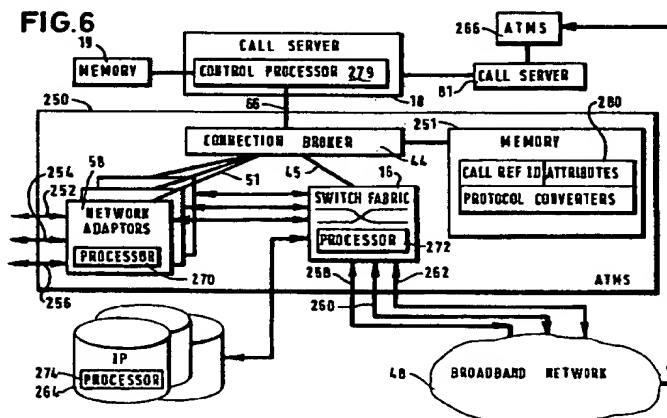 FIG.6
19
MEMORY
CALL SERVER
CONTROL PROCESSOR 279
18
266
ATMS
CALL SERVER
81
250
66
251
280
CONNECTION BROKER
44
MEMORY
CALL REF ID ATTRIBUTES
PROTOCOL CONVERTERS
58
254
252
51
45
16
NETWORK
ADAPTORS
PROCESSOR
SWITCH FABRIC
PROCESSOR
272
256
270
258
262
260
ATMS
IP
274
PROCESSOR
264
48
BROADBAND NETWORK